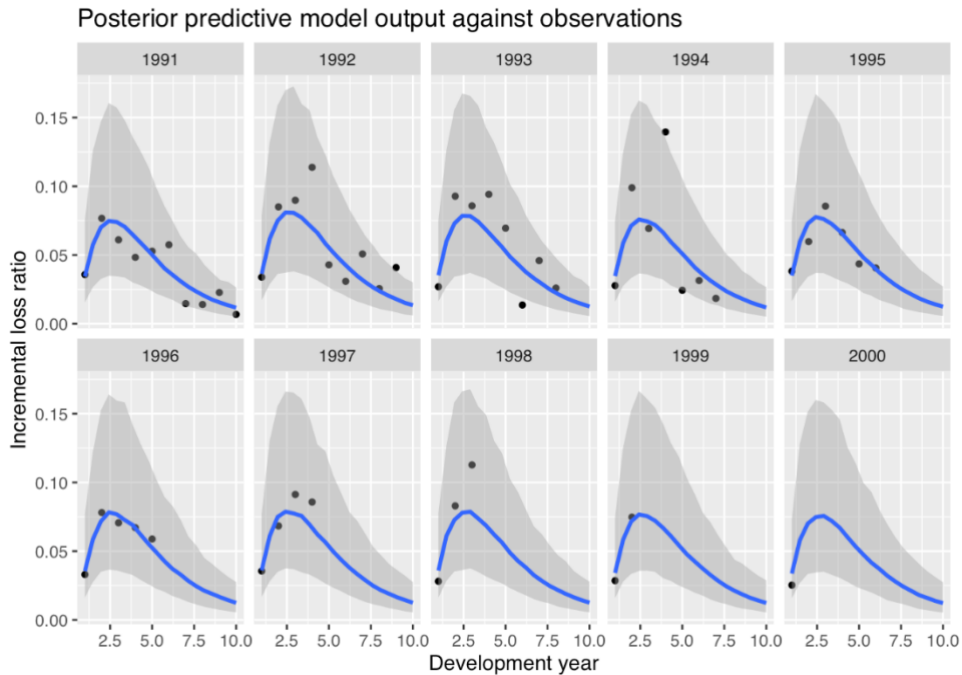 Posterior predictive model output against observations
1991 1992 1993 1994 1995
0.15
0.10
0.05
0.00
1996 1997 1998 1999 2000
0.15
0.10
0.05
0.00
2.5 5.0 7.5 10.0 2.5 5.0 7.5 10.0 2.5 5.0 7.5 10.0 2.5 5.0 7.5 10.0 2.5 5.0 7.5 10.0
Development year
Incremental loss ratio